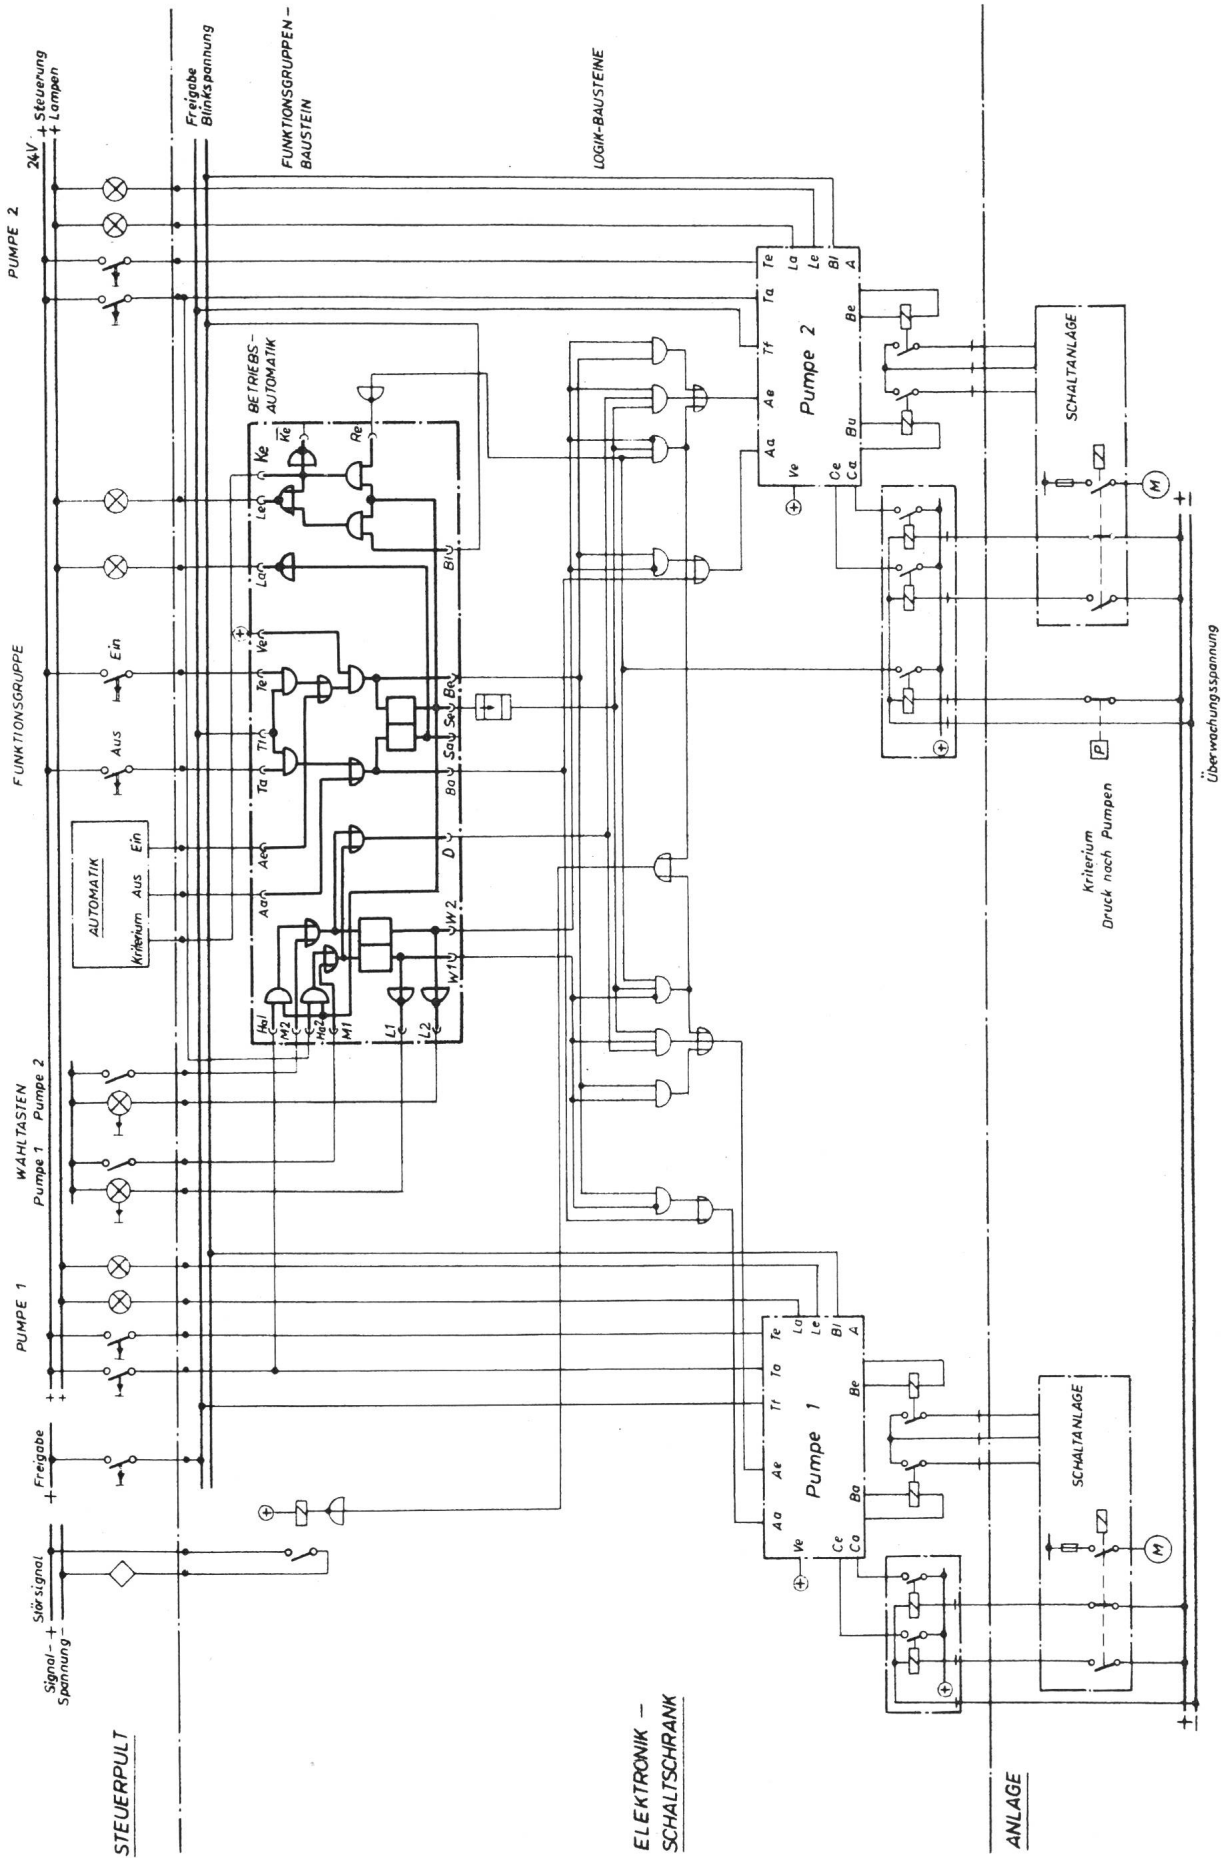 STEUERPULT
Signal- +
Spannung-
Störsignal
+ Freigabe
+
+
PUMPE 1
WAHLTASTEN
Pumpe 1 Pumpe 2
FUNKTIONSGRUPPE
AUTOMATIK
Kriterium Aus Ein
Aus
Ein
PUMPE 2
24V
+ Steuerung
+ Lampen
Freigabe
Blinkspannung
FUNKTIONSGRUPPEN-
BAUSTEIN
BETRIEBS-
AUTOMATIK
Ha1
M2
Ha2
M1
L1
L2
Aa
Ae
Ta
Tf
Te
Ve
La
Le
Ke
Ke
Re
W1
W2
D
Ba
Sa
Se
Be
Bl
LOGIK-BAUSTEINE
ELEKTRONIK-
SCHALTSCHRANK
Pumpe 1
Ve
Aa
Ae
Tf
Ta
Te
La
Le
Bl
A
Ce
Ca
Ba
Be
Pumpe 2
Ve
Aa
Ae
Tf
Ta
Te
La
Le
Bl
A
Ce
Ca
Bu
Be
ANLAGE
SCHALTANLAGE
M
SCHALTANLAGE
M
P
Kriterium
Druck nach Pumpen
Überwachungsspannung